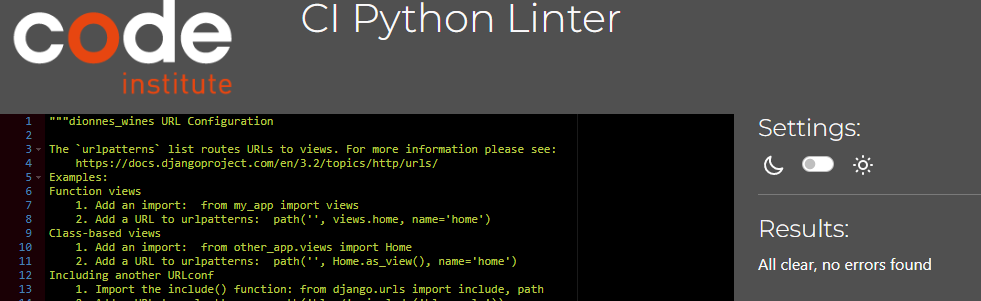 code
institute
CI Python Linter
1 """dionnes_wines URL Configuration
2
3 The `urlpatterns` list routes URLs to views. For more information please see:
4 https://docs.djangoproject.com/en/3.2/topics/http/urls/
5 Examples:
6 Function views
7 1. Add an import:  from my_app import views
8 2. Add a URL to urlpatterns:  path('', views.home, name='home')
9 Class-based views
10 1. Add an import:  from other_app.views import Home
11 2. Add a URL to urlpatterns:  path('', Home.as_view(), name='home')
12 Including another URLconf
13 1. Import the include() function: from django.urls import include, path
Settings:
Results:
All clear, no errors found